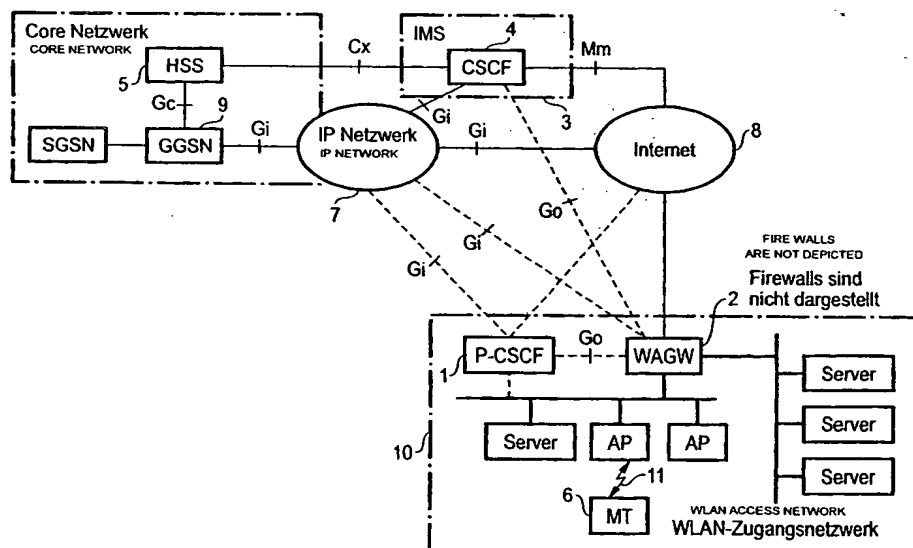 Core Netzwerk
CORE NETWORK
HSS
5
Gc
9
SGSN
GGSN
Gi
Cx
IMS
4
CSCF
Mm
3
Gi
IP Netzwerk
IP NETWORK
7
Gi
Internet
8
Go
Gi
Gi
FIRE WALLS
ARE NOT DEPICTED
Firewalls sind
nicht dargestellt
2
P-CSCF
1
Go
WAGW
Server
Server
Server
Server
AP
AP
10
11
6
MT
WLAN ACCESS NETWORK
WLAN-Zugangsnetzwerk